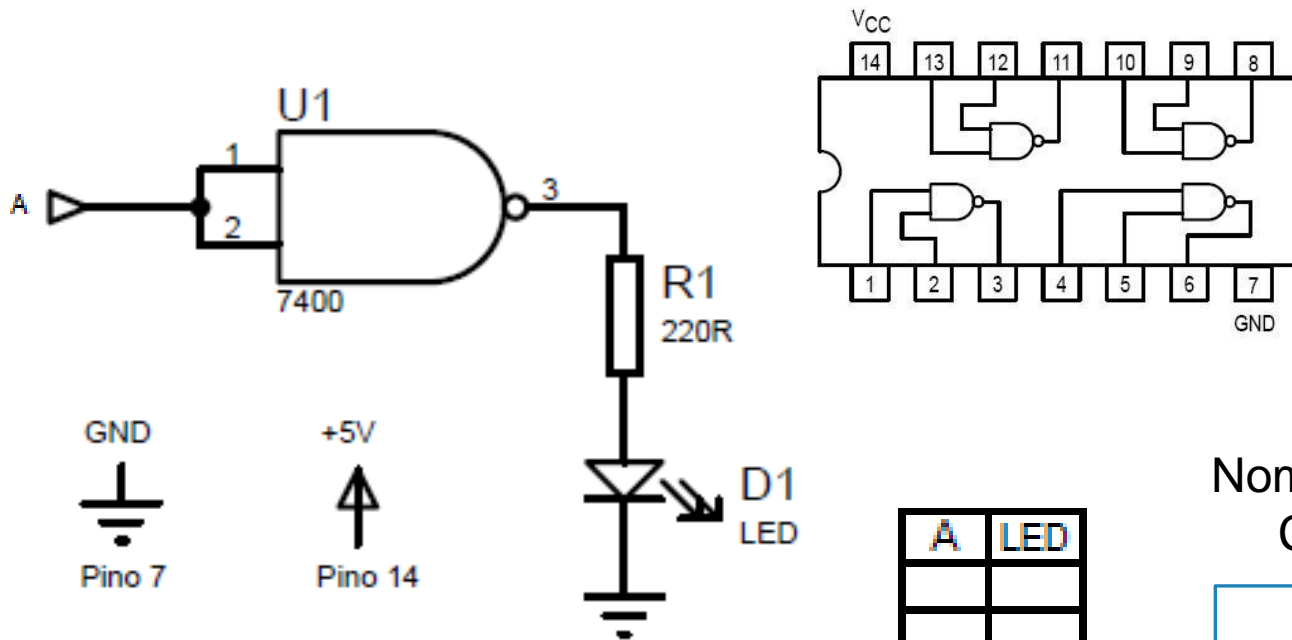 VCC
14 13 12 11 10 9 8
1 2 3 4 5 6 7
GND
U1
A
1
2
3
7400
R1
220R
GND
+5V
Pino 7
Pino 14
D1
LED
A LED